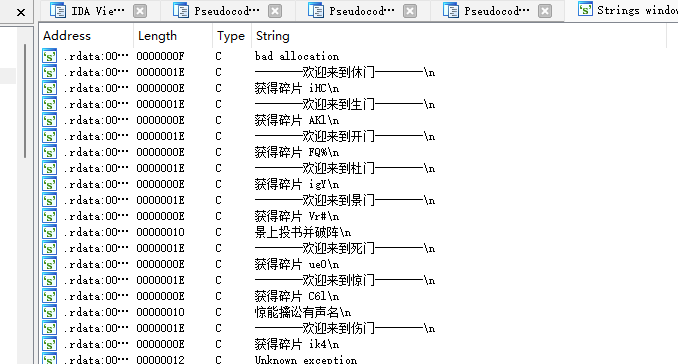 × IDA Vie… × Pseudocod… × Pseudocod… × Pseudocod… × Strings window
Address Length Type String
.rdata:00… 0000000F C bad allocation
.rdata:00… 0000001E C ————欢迎来到休门————\n
.rdata:00… 0000000E C 获得碎片 iHC\n
.rdata:00… 0000001E C ————欢迎来到生门————\n
.rdata:00… 0000000E C 获得碎片 AKl\n
.rdata:00… 0000001E C ————欢迎来到开门————\n
.rdata:00… 0000000E C 获得碎片 FQ%\n
.rdata:00… 0000001E C ————欢迎来到杜门————\n
.rdata:00… 0000000E C 获得碎片 igY\n
.rdata:00… 0000001E C ————欢迎来到景门————\n
.rdata:00… 0000000E C 获得碎片 Vr#\n
.rdata:00… 00000010 C 景上投书并破阵\n
.rdata:00… 0000001E C ————欢迎来到死门————\n
.rdata:00… 0000000E C 获得碎片 ueO\n
.rdata:00… 0000001E C ————欢迎来到惊门————\n
.rdata:00… 0000000E C 获得碎片 C6l\n
.rdata:00… 00000010 C 惊能擒讼有声名\n
.rdata:00… 0000001E C ————欢迎来到伤门————\n
.rdata:00… 0000000E C 获得碎片 ik4\n
.rdata:00… 00000012 C Unknown exception